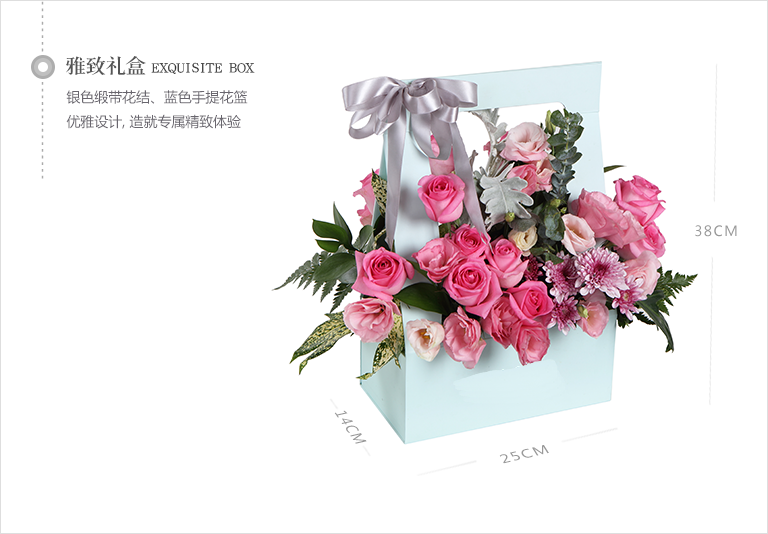 雅致礼盒 EXQUISITE BOX
银色缎带花结、蓝色手提花篮
优雅设计, 造就专属精致体验
38CM
14CM
25CM